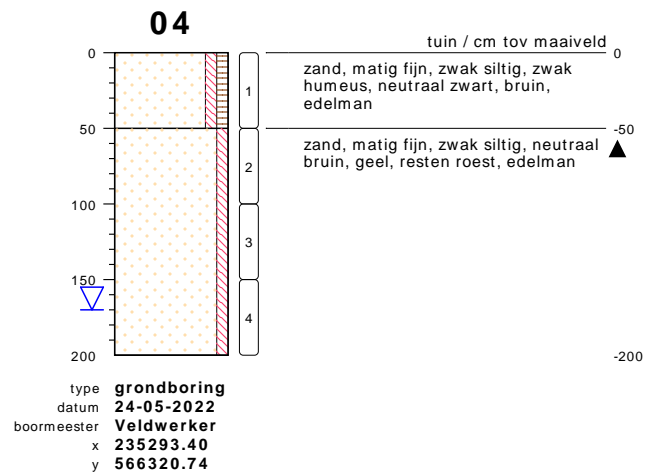 04
tuin / cm tov maaiveld
0
0
zand, matig fijn, zwak siltig, zwak
humeus, neutraal zwart, bruin,
edelman
1
50
-50
zand, matig fijn, zwak siltig, neutraal
bruin, geel, resten roest, edelman
2
100
3
150
4
200
-200
type grondboring
datum 24-05-2022
boormeester Veldwerker
x 235293.40
y 566320.74